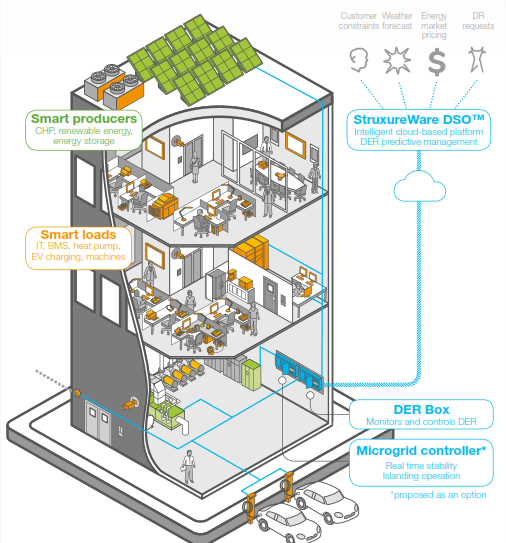 Customer constraints
Weather forecast
Energy market pricing
DR requests
StruxureWare DSO™
Intelligent cloud-based platform
DER predictive management
Smart producers
CHP, renewable energy,
energy storage
Smart loads
IT, BMS, heat pump,
EV charging, machines
DER Box
Monitors and controls DER
Microgrid controller*
Real time stability
Islanding operation
*proposed as an option